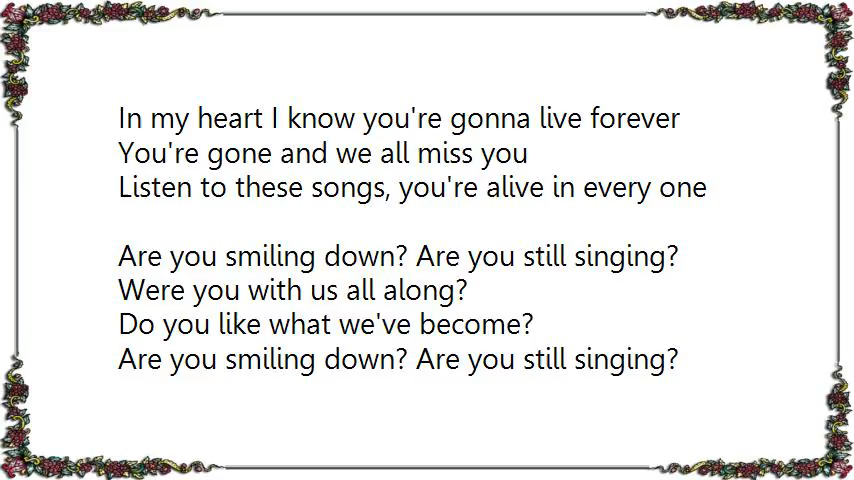 In my heart I know you're gonna live forever
You're gone and we all miss you
Listen to these songs, you're alive in every one
Are you smiling down? Are you still singing?
Were you with us all along?
Do you like what we've become?
Are you smiling down? Are you still singing?